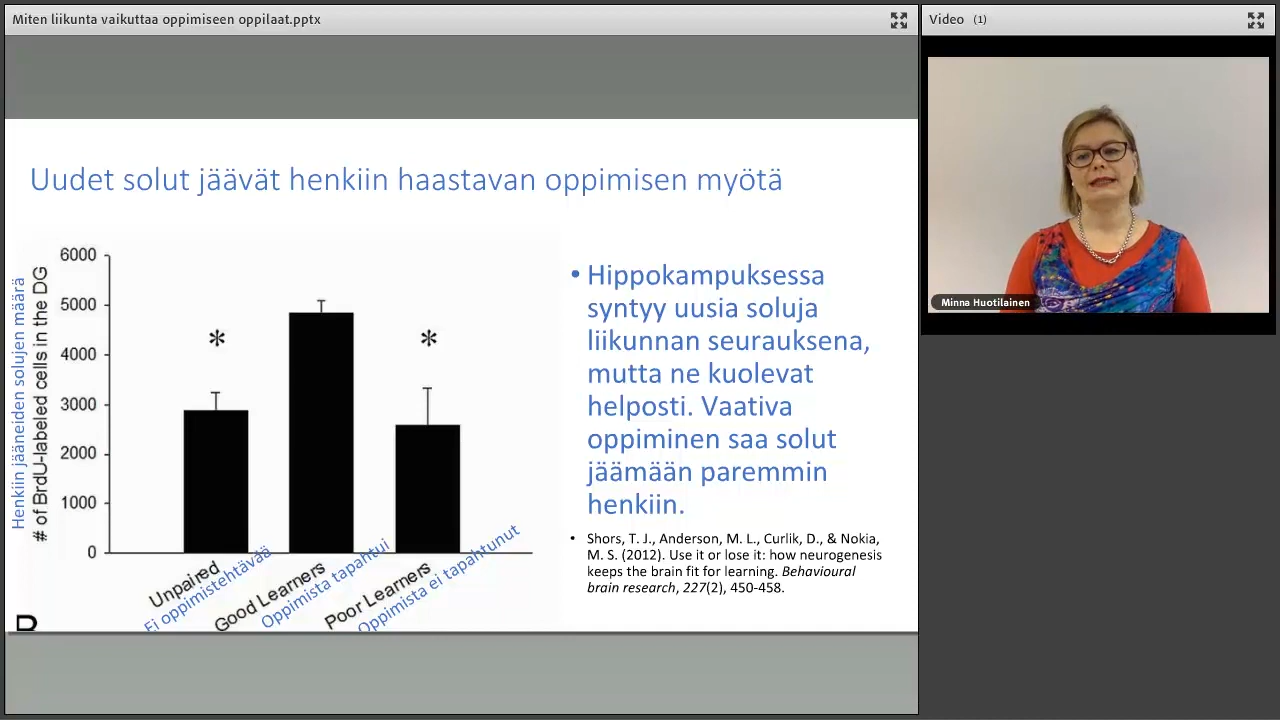 Miten liikunta vaikuttaa oppimiseen oppilaat.pptx
Video (1)
Minna Huotilainen
Uudet solut jäävät henkiin haastavan oppimisen myötä
Henkiin jääneiden solujen määrä
# of BrdU-labeled cells in the DG
6000
5000
4000
3000
2000
1000
0
*
*
Unpaired
Ei oppimistehtävää
Good Learners
Oppimista tapahtui
Poor Learners
Oppimista ei tapahtunut
• Hippokampuksessa
syntyy uusia soluja
liikunnan seurauksena,
mutta ne kuolevat
helposti. Vaativa
oppiminen saa solut
jäämään paremmin
henkiin.
• Shors, T. J., Anderson, M. L., Curlik, D., & Nokia,
M. S. (2012). Use it or lose it: how neurogenesis
keeps the brain fit for learning. Behavioural
brain research, 227(2), 450-458.